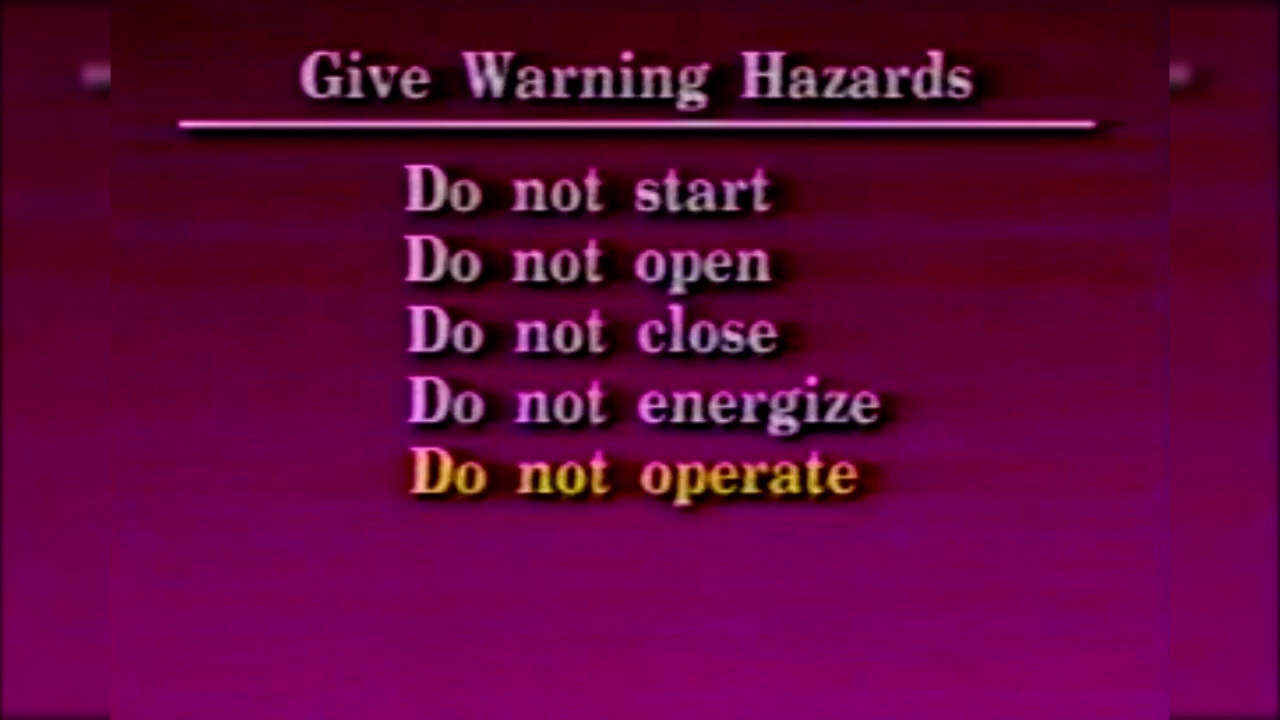 Give Warning Hazards
Do not start
Do not open
Do not close
Do not energize
Do not operate